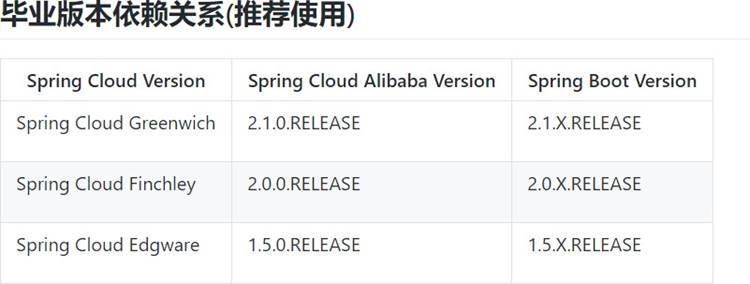 毕业版本依赖关系(推荐使用)
Spring Cloud Version Spring Cloud Alibaba Version Spring Boot Version
Spring Cloud Greenwich 2.1.0.RELEASE 2.1.X.RELEASE
Spring Cloud Finchley 2.0.0.RELEASE 2.0.X.RELEASE
Spring Cloud Edgware 1.5.0.RELEASE 1.5.X.RELEASE